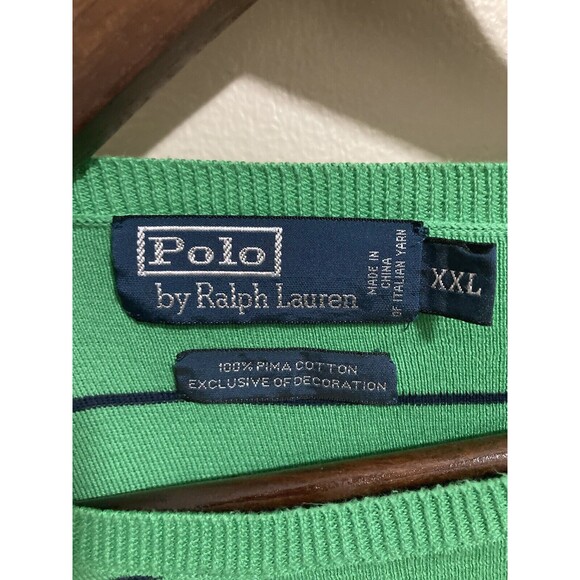 Polo
by Ralph Lauren
MADE IN
CHINA
OF ITALIAN YARN
XXL
100% PIMA COTTON
EXCLUSIVE OF DECORATION